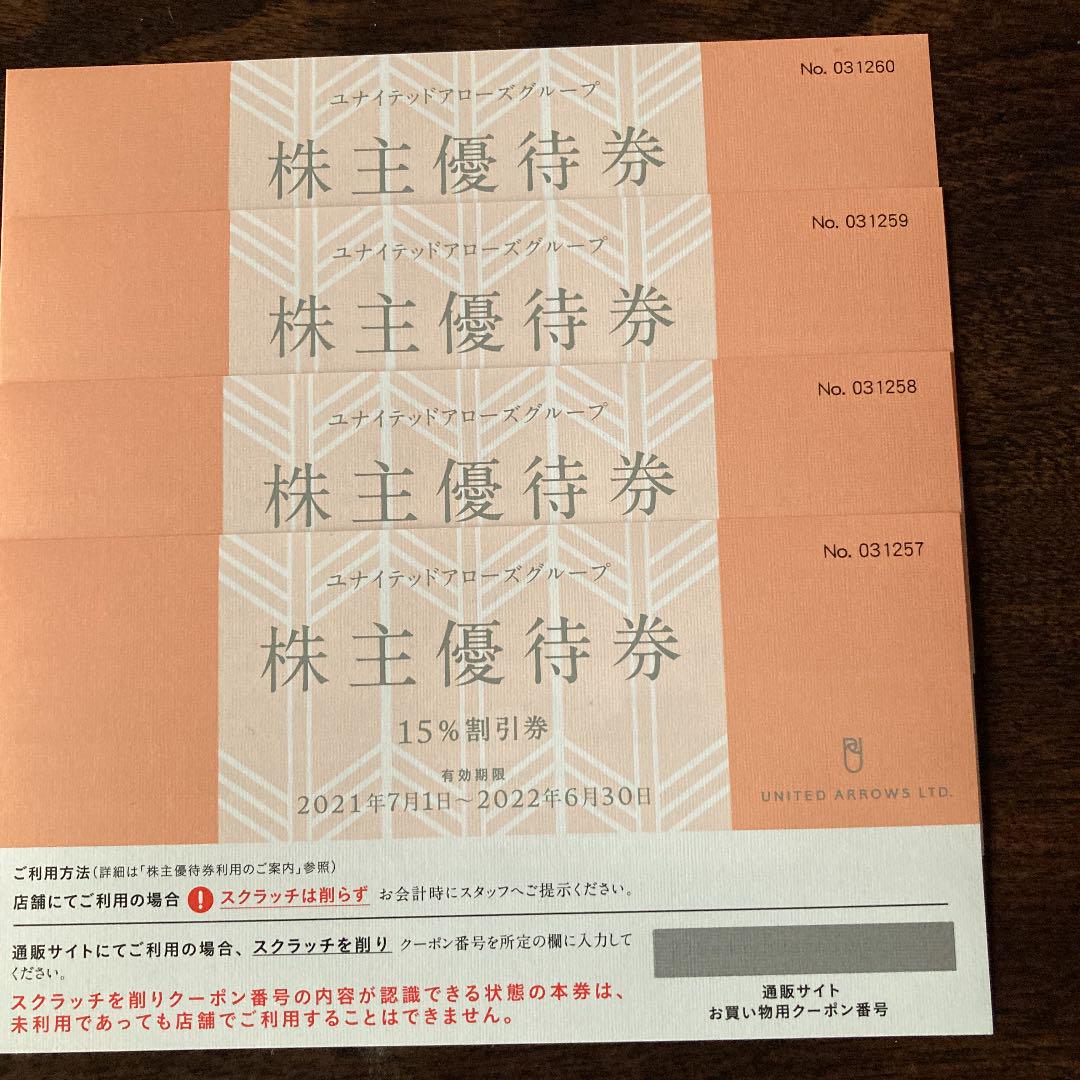 No. 031260
ユナイテッドアローズグループ
株主優待券
No. 031259
ユナイテッドアローズグループ
株主優待券
No. 031258
ユナイテッドアローズグループ
株主優待券
No. 031257
ユナイテッドアローズグループ
株主優待券
15%割引券
有効期限
2021年7月1日～2022年6月30日
UNITED ARROWS LTD.
ご利用方法(詳細は「株主優待券利用のご案内」参照)
店舗にてご利用の場合 ! スクラッチは削らず お会計時にスタッフへご提示ください。
通販サイトにてご利用の場合、スクラッチを削り クーポン番号を所定の欄に入力して
ください。
スクラッチを削りクーポン番号の内容が認識できる状態の本券は、
未利用であっても店舗でご利用することはできません。
通販サイト
お買い物用クーポン番号